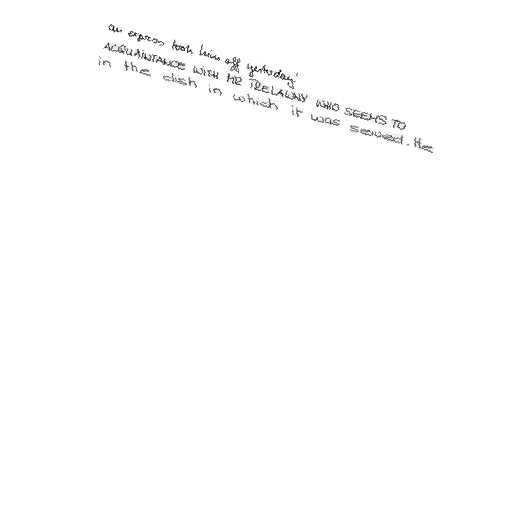 an express took him off yesterday!
ACQUAINTANCE WITH MR TRELAWNY WHO SEEMS TO
in the dish in which it was served. He